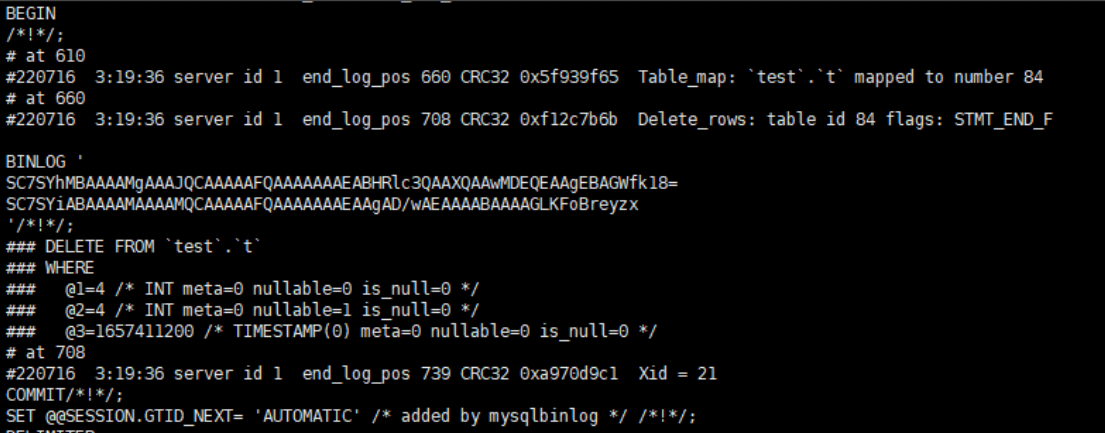 BEGIN
/*!*/;
# at 610
#220716  3:19:36 server id 1  end_log_pos 660 CRC32 0x5f939f65  Table_map: `test`.`t` mapped to number 84
# at 660
#220716  3:19:36 server id 1  end_log_pos 708 CRC32 0xf12c7b6b  Delete_rows: table id 84 flags: STMT_END_F
BINLOG '
SC7SYhMBAAAAMgAAAJQCAAAAAFQAAAAAAAEABHRlc3QAAXQAAwMDEQEAAgEBAGWfk18=
SC7SYiABAAAAMAAAAMQCAAAAAFQAAAAAAAEAAgAD/wAEAAAABAAAAGLKFoBreyzx
'/*!*/;
### DELETE FROM `test`.`t`
### WHERE
###   @1=4 /* INT meta=0 nullable=0 is_null=0 */
###   @2=4 /* INT meta=0 nullable=1 is_null=0 */
###   @3=1657411200 /* TIMESTAMP(0) meta=0 nullable=0 is_null=0 */
# at 708
#220716  3:19:36 server id 1  end_log_pos 739 CRC32 0xa970d9c1  Xid = 21
COMMIT/*!*/;
SET @@SESSION.GTID_NEXT= 'AUTOMATIC' /* added by mysqlbinlog */ /*!*/;